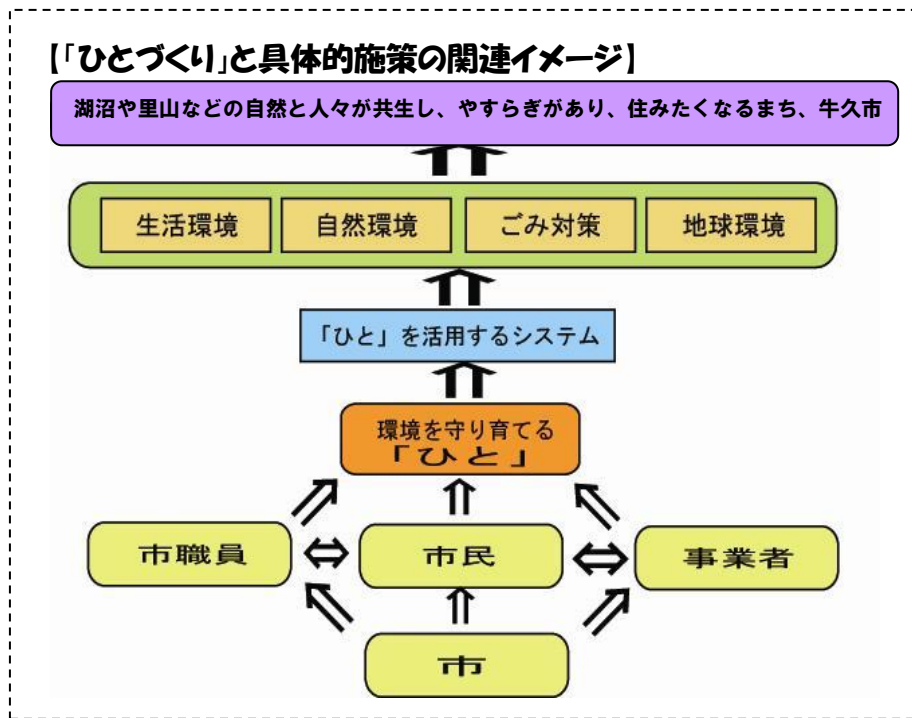 【「ひとづくり」と具体的施策の関連イメージ】
湖沼や里山などの自然と人々が共生し、やすらぎがあり、住みたくなるまち、牛久市
生活環境 自然環境 ごみ対策 地球環境
「ひと」を活用するシステム
環境を守り育てる
「ひと」
市職員 市民 事業者
市